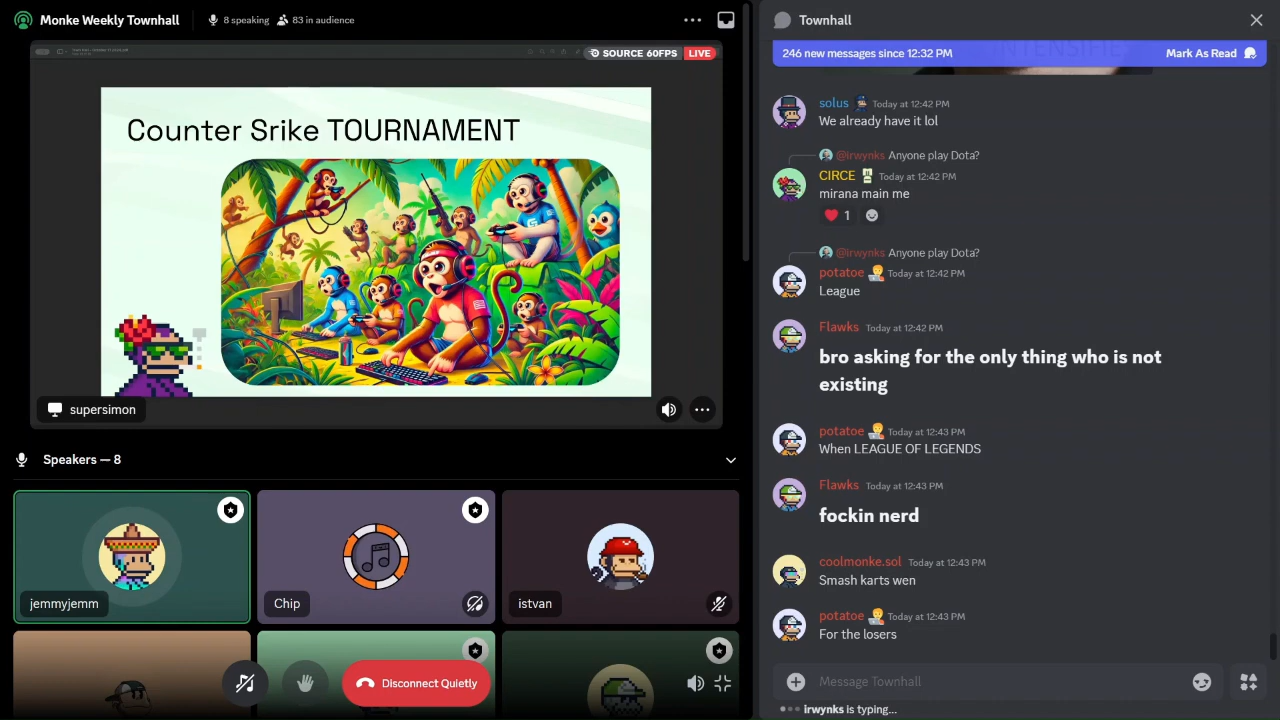 Monke Weekly Townhall
8 speaking
83 in audience
SOURCE 60FPS
LIVE
Counter Srike TOURNAMENT
supersimon
Speakers — 8
jemmyjemm
Chip
istvan
Disconnect Quietly
Townhall
246 new messages since 12:32 PM
Mark As Read
solus Today at 12:42 PM
We already have it lol
@irwynks Anyone play Dota?
CIRCE Today at 12:42 PM
mirana main me
1
@irwynks Anyone play Dota?
potatoe Today at 12:42 PM
League
Flawks Today at 12:42 PM
bro asking for the only thing who is not
existing
potatoe Today at 12:43 PM
When LEAGUE OF LEGENDS
Flawks Today at 12:43 PM
fockin nerd
coolmonke.sol Today at 12:43 PM
Smash karts wen
potatoe Today at 12:43 PM
For the losers
Message Townhall
irwynks is typing...